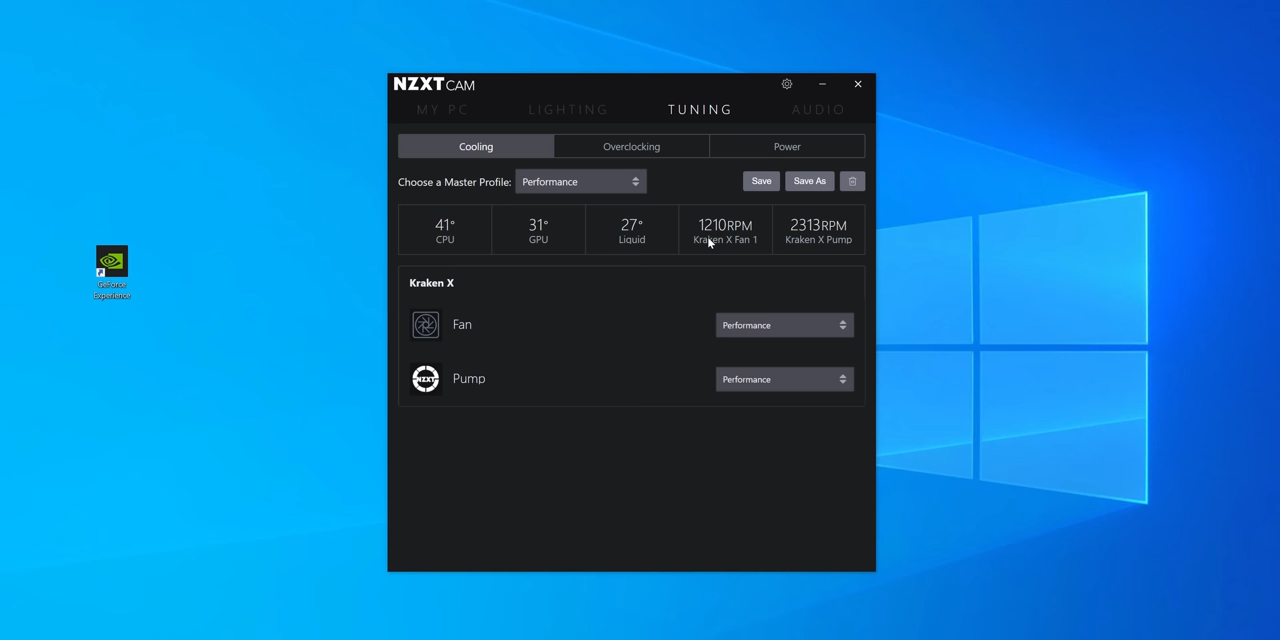 NZXT CAM
MY PC LIGHTING TUNING AUDIO
Cooling Overclocking Power
Choose a Master Profile: Performance Save Save As
41° 31° 27° 1210RPM 2313RPM
CPU GPU Liquid Kraken X Fan 1 Kraken X Pump
Kraken X
Fan Performance
NZXT Pump Performance
GeForce
Experience